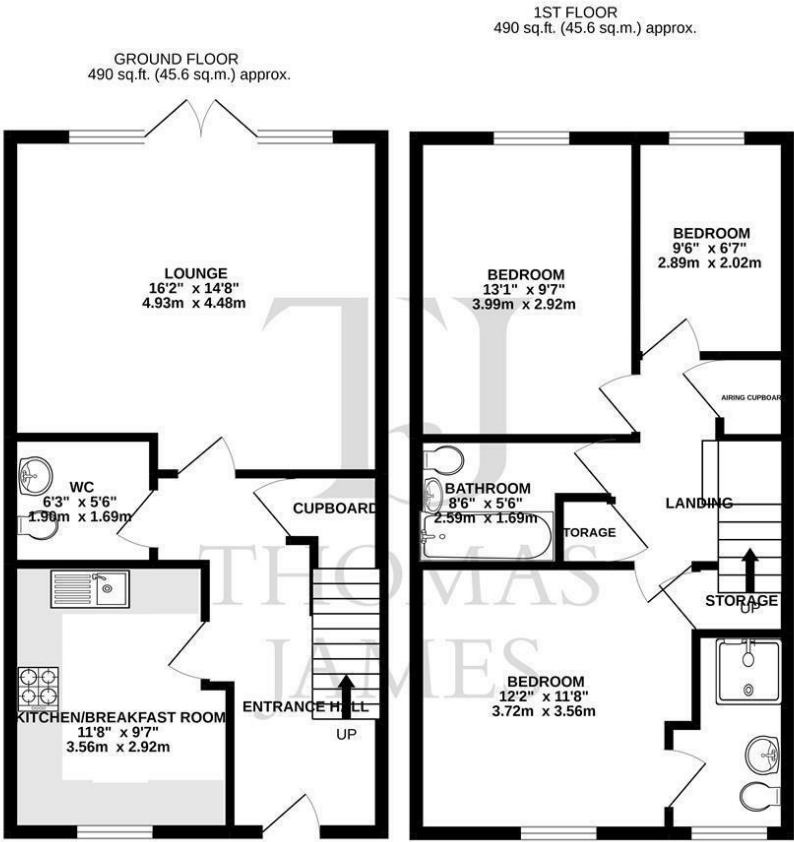 1ST FLOOR
490 sq.ft. (45.6 sq.m.) approx.
GROUND FLOOR
490 sq.ft. (45.6 sq.m.) approx.
LOUNGE
16'2" x 14'8"
4.93m x 4.48m
WC
6'3" x 5'6"
1.90m x 1.69m
CUPBOARD
KITCHEN/BREAKFAST ROOM
11'8" x 9'7"
3.56m x 2.92m
ENTRANCE HALL
UP
BEDROOM
13'1" x 9'7"
3.99m x 2.92m
BEDROOM
9'6" x 6'7"
2.89m x 2.02m
AIRING CUPBOAR
BATHROOM
8'6" x 5'6"
2.59m x 1.69m
TORAGE
LANDING
STORAGE
UP
BEDROOM
12'2" x 11'8"
3.72m x 3.56m
TJ
THOMAS
JAMES